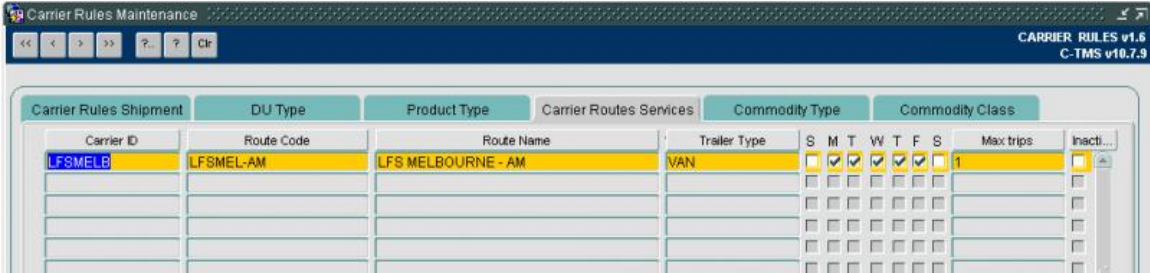 Carrier Rules Maintenance
<< < > >> ?.. ? Clr
CARRIER RULES v1.6
C-TMS v10.7.9
Carrier Rules Shipment DU Type Product Type Carrier Routes Services Commodity Type Commodity Class
Carrier ID Route Code Route Name Trailer Type S M T W T F S Max trips Inacti...
LFSMELB LFSMEL-AM LFS MELBOURNE - AM VAN 1